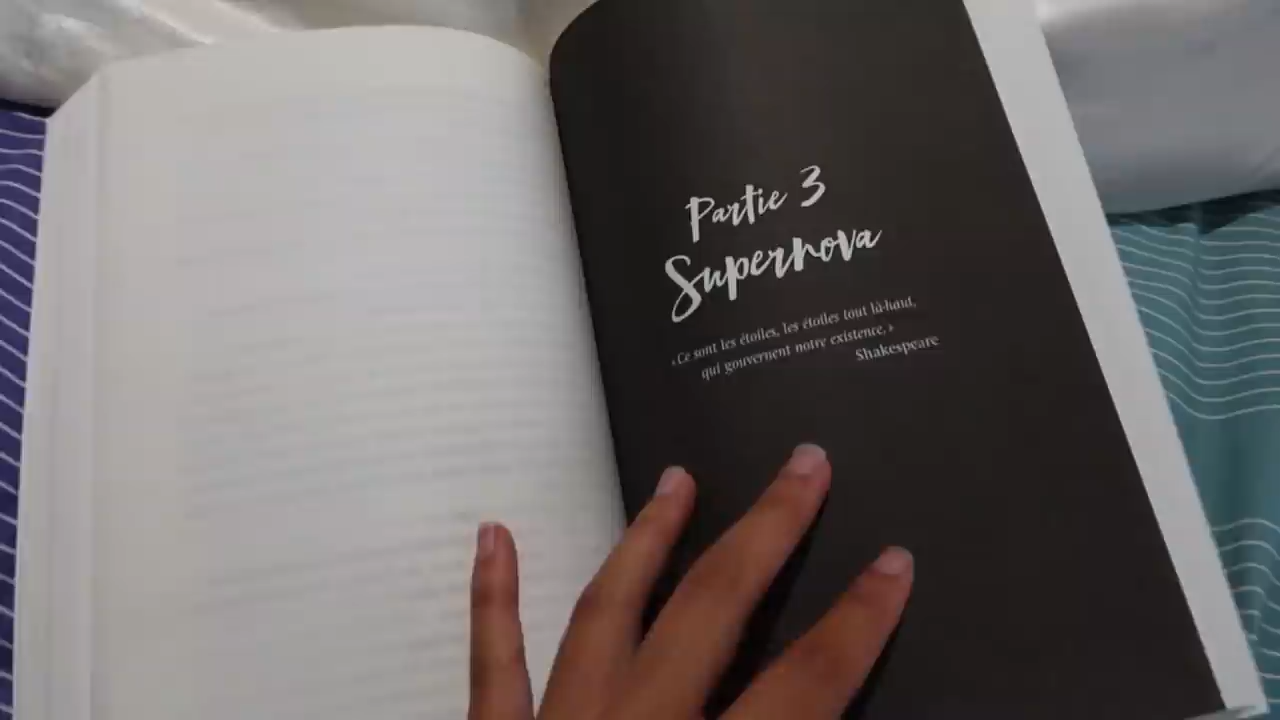 Partie 3
Supernova
« Ce sont les étoiles, les étoiles tout là-haut,
qui gouvernent notre existence. »
Shakespeare